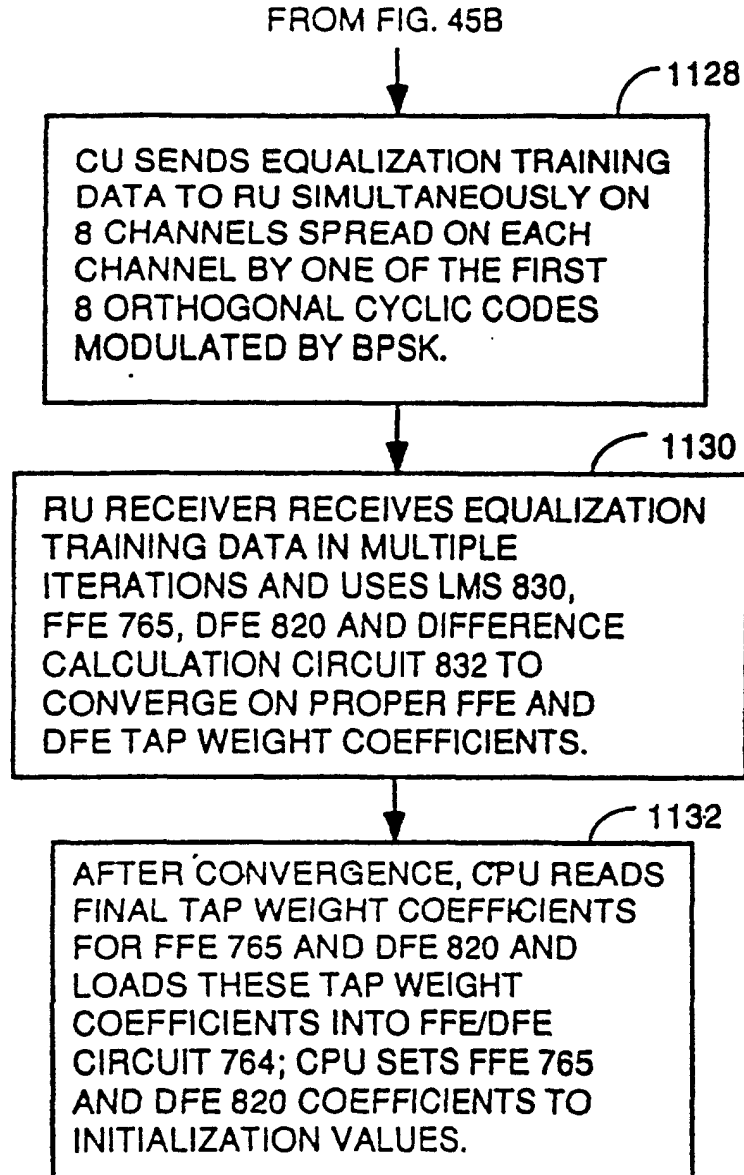 FROM FIG. 45B
1128
CU SENDS EQUALIZATION TRAINING
DATA TO RU SIMULTANEOUSLY ON
8 CHANNELS SPREAD ON EACH
CHANNEL BY ONE OF THE FIRST
8 ORTHOGONAL CYCLIC CODES
MODULATED BY BPSK.
1130
RU RECEIVER RECEIVES EQUALIZATION
TRAINING DATA IN MULTIPLE
ITERATIONS AND USES LMS 830,
FFE 765, DFE 820 AND DIFFERENCE
CALCULATION CIRCUIT 832 TO
CONVERGE ON PROPER FFE AND
DFE TAP WEIGHT COEFFICIENTS.
1132
AFTER CONVERGENCE, CPU READS
FINAL TAP WEIGHT COEFFICIENTS
FOR FFE 765 AND DFE 820 AND
LOADS THESE TAP WEIGHT
COEFFICIENTS INTO FFE/DFE
CIRCUIT 764; CPU SETS FFE 765
AND DFE 820 COEFFICIENTS TO
INITIALIZATION VALUES.